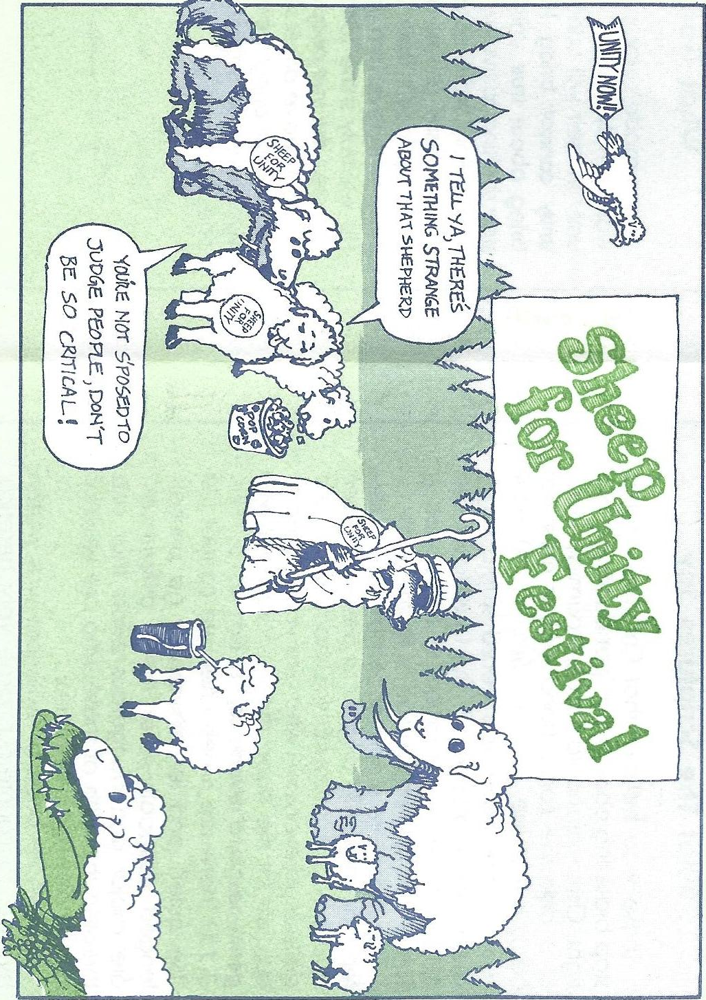 UNITY NOW!
Sheep
for Unity
Festival
I TELL YA, THERE'S
SOMETHING STRANGE
ABOUT THAT SHEPHERD
SHEEP
FOR
UNITY
SHEEP
FOR
UNITY
POP
CORN
SHEEP
FOR
UNITY
YOU'RE NOT S'POSED TO
JUDGE PEOPLE, DON'T
BE SO CRITICAL!